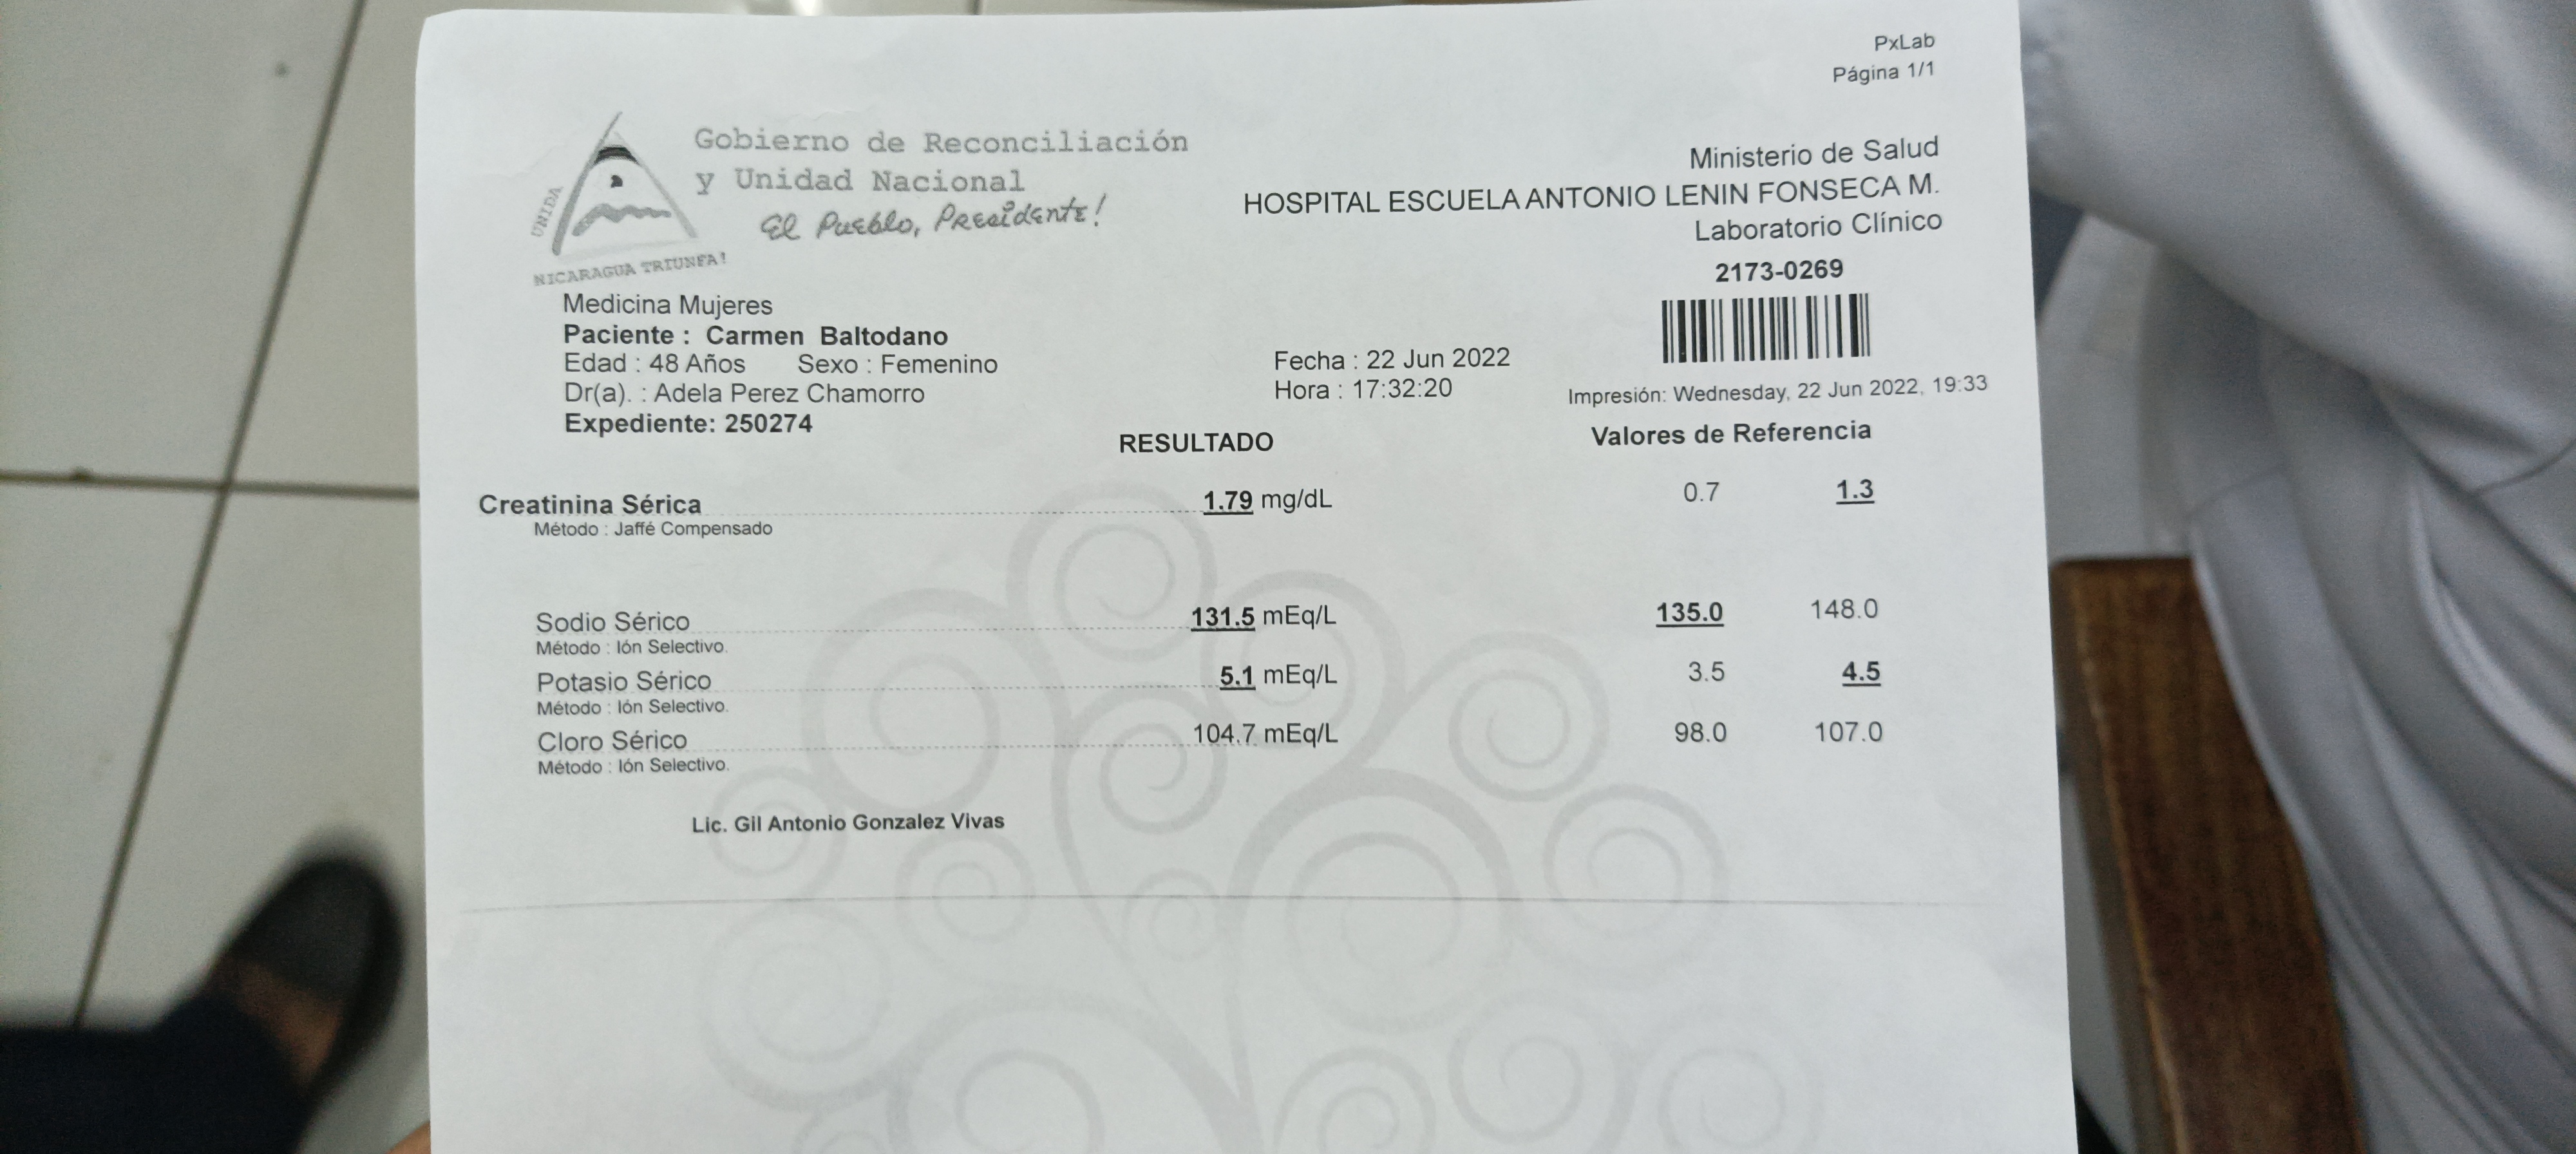 PxLab
Página 1/1
Gobierno de Reconciliación
y Unidad Nacional
El Pueblo, Presidente!
UNIDA
NICARAGUA TRIUNFA!
Ministerio de Salud
HOSPITAL ESCUELA ANTONIO LENIN FONSECA M.
Laboratorio Clínico
2173-0269
Medicina Mujeres
Paciente : Carmen Baltodano
Edad : 48 Años Sexo : Femenino
Dr(a). : Adela Perez Chamorro
Expediente: 250274
Fecha : 22 Jun 2022
Hora : 17:32:20
Impresión: Wednesday, 22 Jun 2022, 19:33
RESULTADO Valores de Referencia
Creatinina Sérica 1.79 mg/dL 0.7 1.3
Método : Jaffé Compensado
Sodio Sérico 131.5 mEq/L 135.0 148.0
Método : Ión Selectivo.
Potasio Sérico 5.1 mEq/L 3.5 4.5
Método : Ión Selectivo.
Cloro Sérico 104.7 mEq/L 98.0 107.0
Método : Ión Selectivo.
Lic. Gil Antonio Gonzalez Vivas